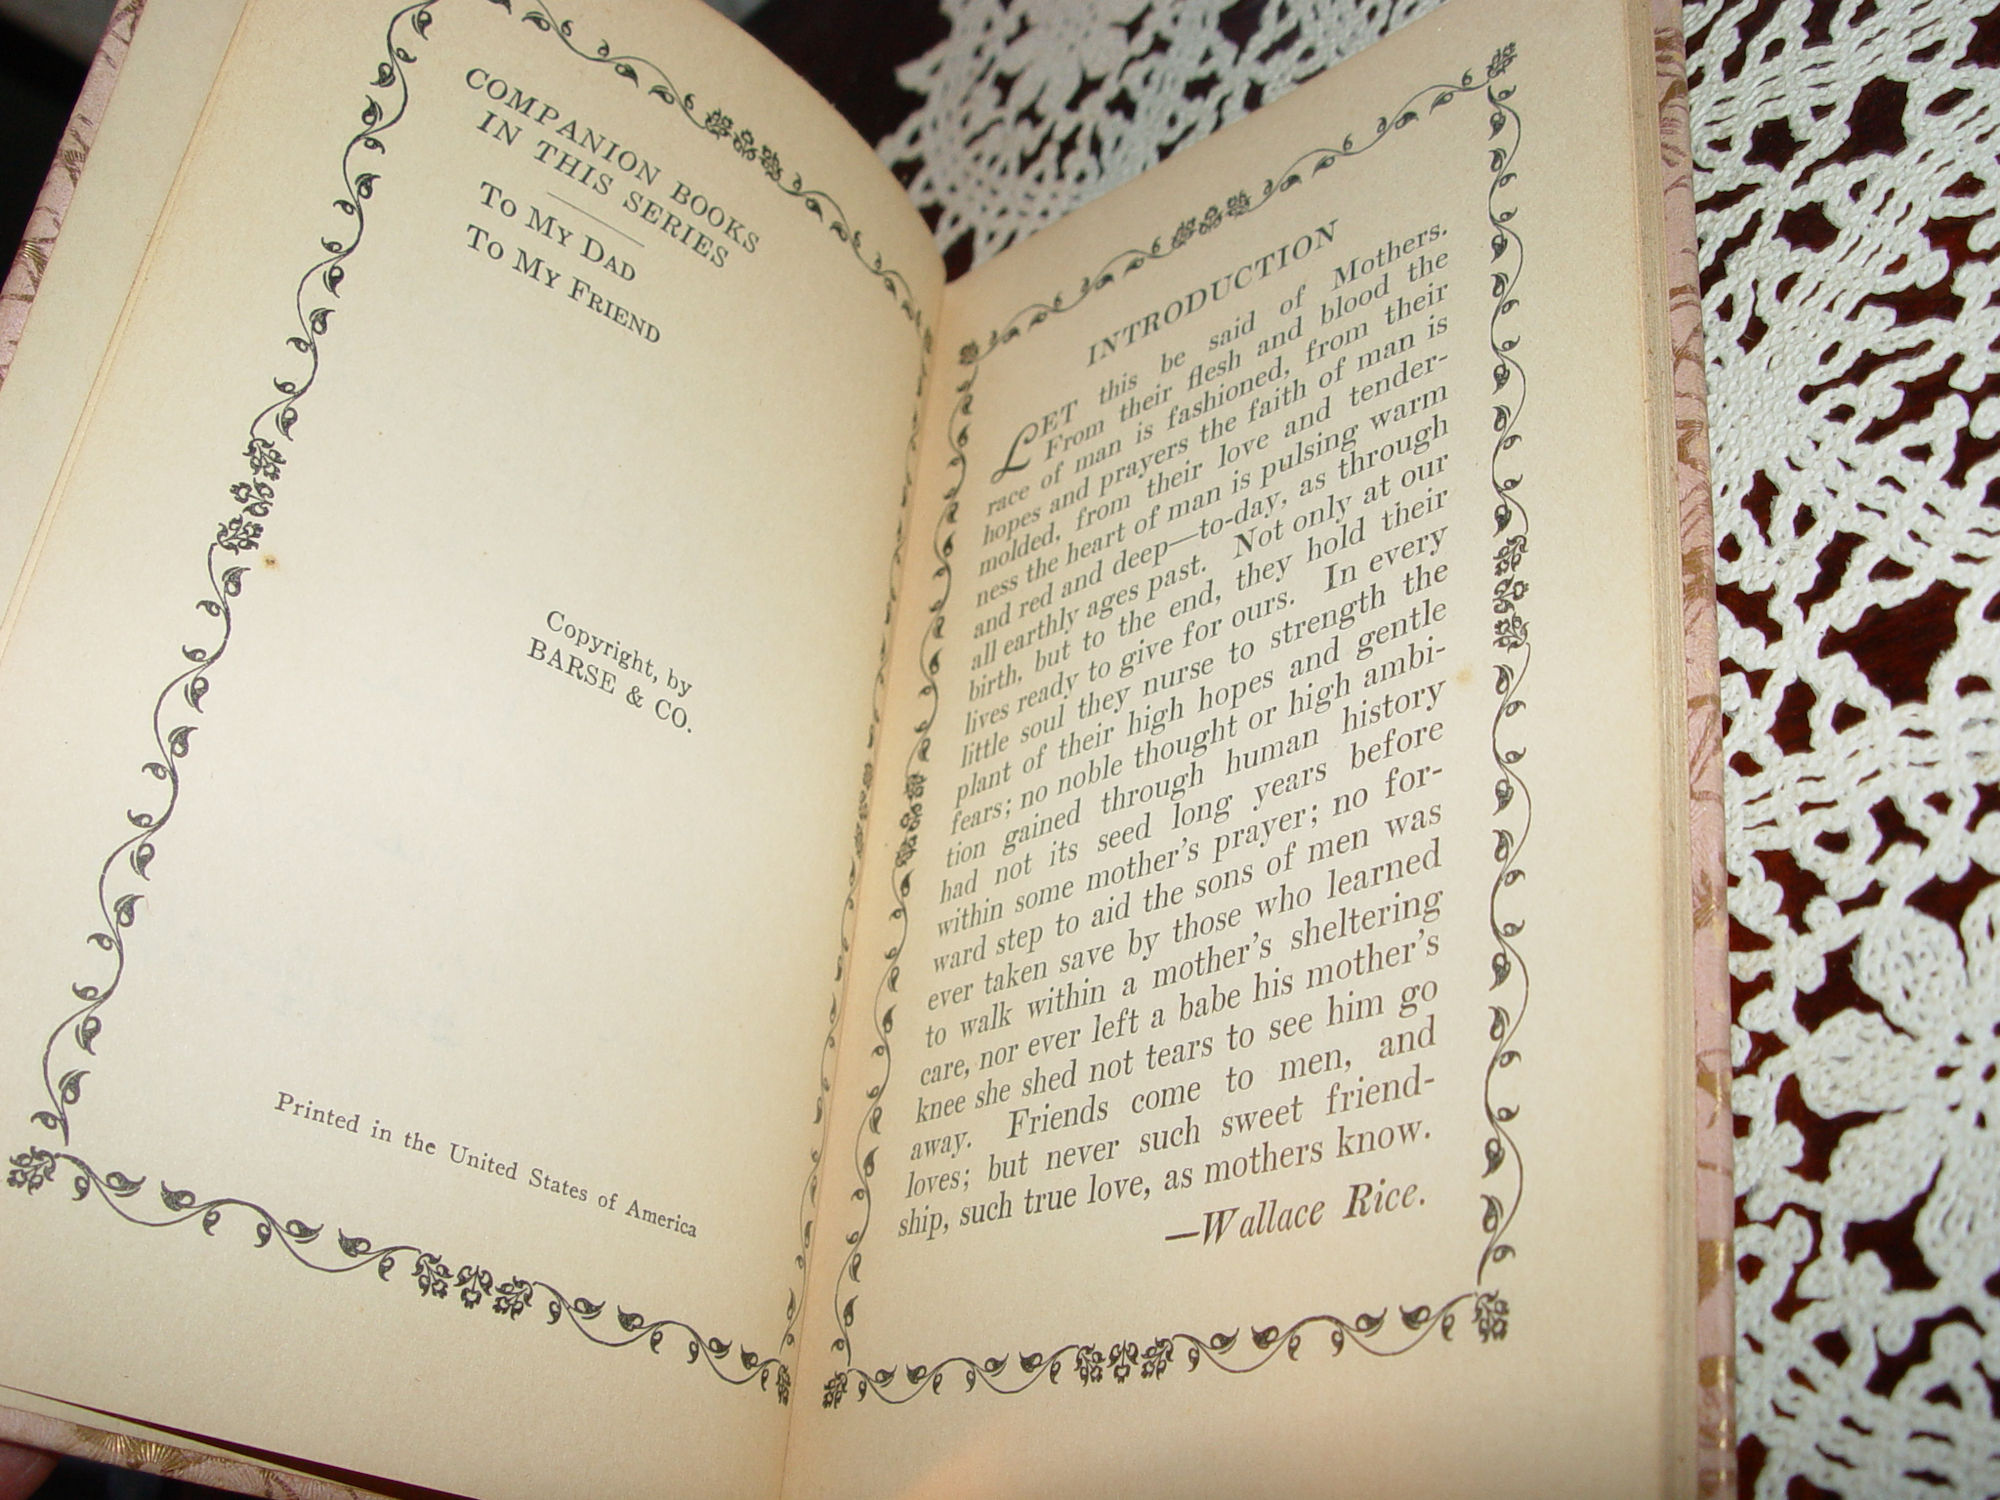 COMPANION BOOKS
IN THIS SERIES
To My Dad
To My Friend
Copyright, by
BARSE & CO.
Printed in the United States of America
INTRODUCTION
LET this be said of Mothers.
From their flesh and blood the
race of man is fashioned, from their
hopes and prayers the faith of man is
molded, from their love and tender-
ness the heart of man is pulsing warm
and red and deep—to-day, as through
all earthly ages past. Not only at our
birth, but to the end, they hold their
lives ready to give for ours. In every
little soul they nurse to strength the
plant of their high hopes and gentle
fears; no noble thought or high ambi-
tion gained through human history
had not its seed long years before
within some mother's prayer; no for-
ward step to aid the sons of men was
ever taken save by those who learned
to walk within a mother's sheltering
care, nor ever left a babe his mother's
knee she shed not tears to see him go
away. Friends come to men, and
loves; but never such sweet friend-
ship, such true love, as mothers know.
—Wallace Rice.